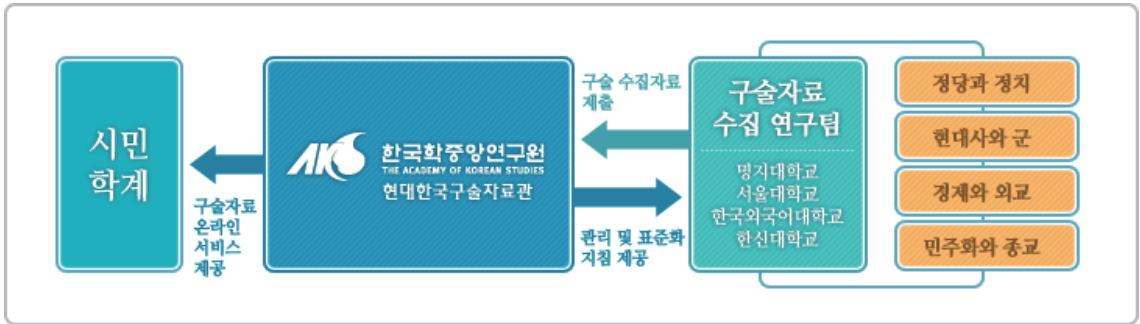 시민
학계
구술자료
온라인
서비스
제공
AKS
한국학중앙연구원
THE ACADEMY OF KOREAN STUDIES
현대한국구술자료관
구술 수집자료
제출
관리 및 표준화
지침 제공
구술자료
수집 연구팀
명지대학교
서울대학교
한국외국어대학교
한신대학교
정당과 정치
현대사와 군
경제와 외교
민주화와 종교